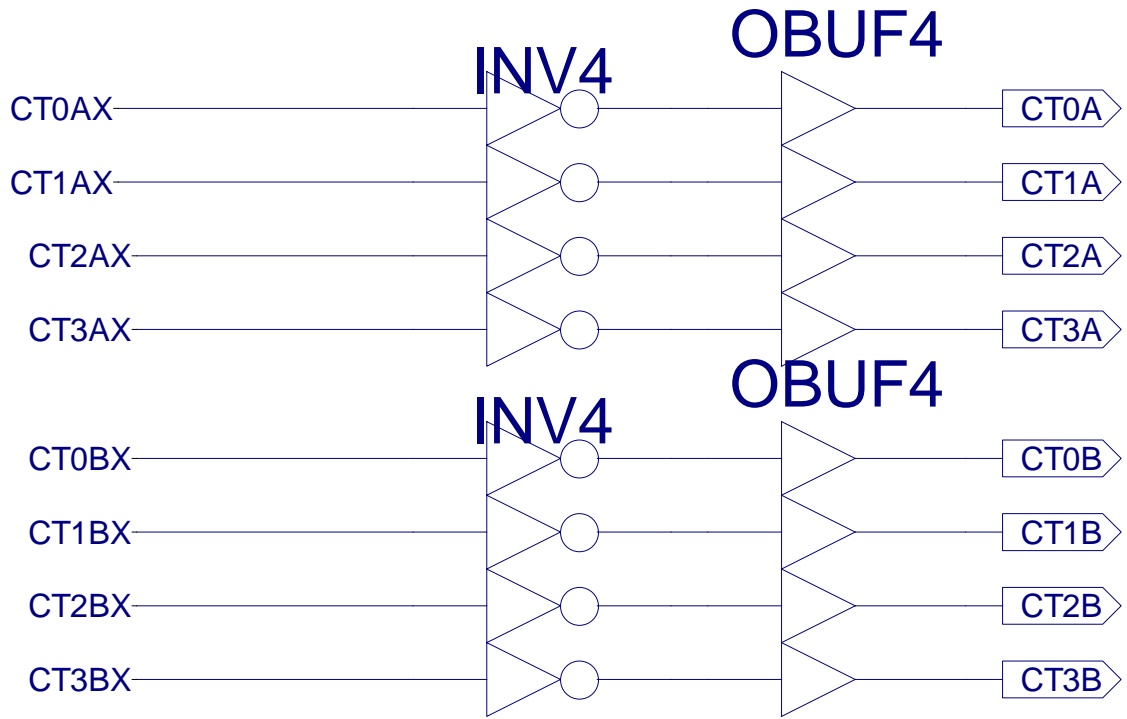 OBUF4
INV4
CT0AX CT0A
CT1AX CT1A
CT2AX CT2A
CT3AX CT3A
OBUF4
INV4
CT0BX CT0B
CT1BX CT1B
CT2BX CT2B
CT3BX CT3B